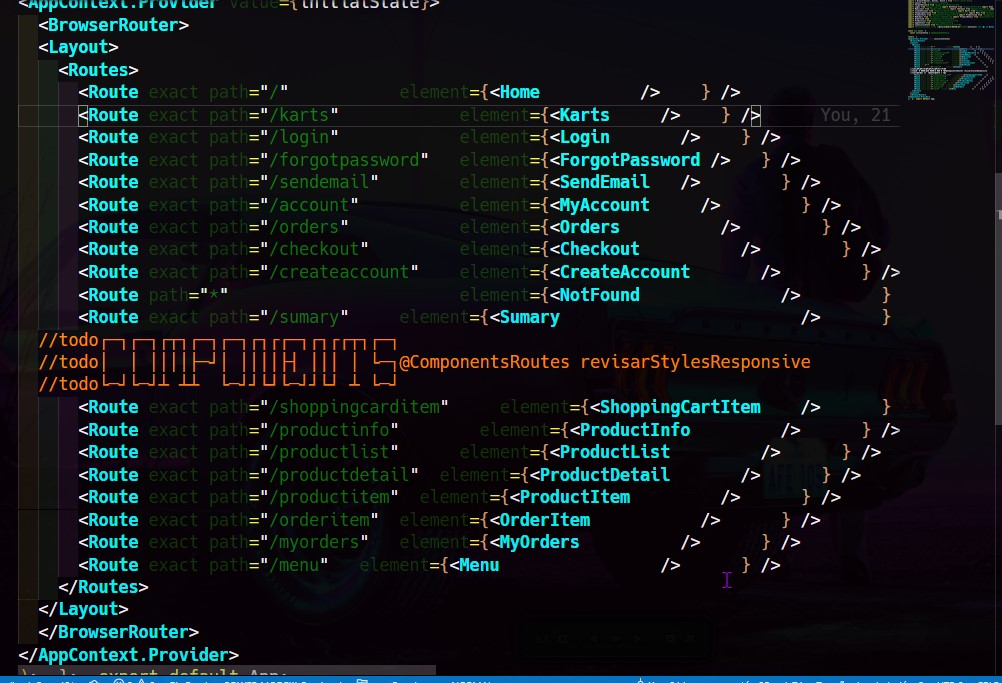 <AppContext.Provider value={initialState}>
<BrowserRouter>
<Layout>
<Routes>
<Route exact path="/" element={<Home /> } />
<Route exact path="/karts" element={<Karts /> } /> You, 21
<Route exact path="/login" element={<Login /> } />
<Route exact path="/forgotpassword" element={<ForgotPassword /> } />
<Route exact path="/sendemail" element={<SendEmail /> } />
<Route exact path="/account" element={<MyAccount /> } />
<Route exact path="/orders" element={<Orders /> } />
<Route exact path="/checkout" element={<Checkout /> } />
<Route exact path="/createaccount" element={<CreateAccount /> } />
<Route path="*" element={<NotFound /> }
<Route exact path="/sumary" element={<Sumary /> }
//todo
//todo @ComponentsRoutes revisarStylesResponsive
//todo
<Route exact path="/shoppingcarditem" element={<ShoppingCartItem /> }
<Route exact path="/productinfo" element={<ProductInfo /> } />
<Route exact path="/productlist" element={<ProductList /> } />
<Route exact path="/productdetail" element={<ProductDetail /> } />
<Route exact path="/productitem" element={<ProductItem /> } />
<Route exact path="/orderitem" element={<OrderItem /> } />
<Route exact path="/myorders" element={<MyOrders /> } />
<Route exact path="/menu" element={<Menu /> } />
</Routes>
</Layout>
</BrowserRouter>
</AppContext.Provider>